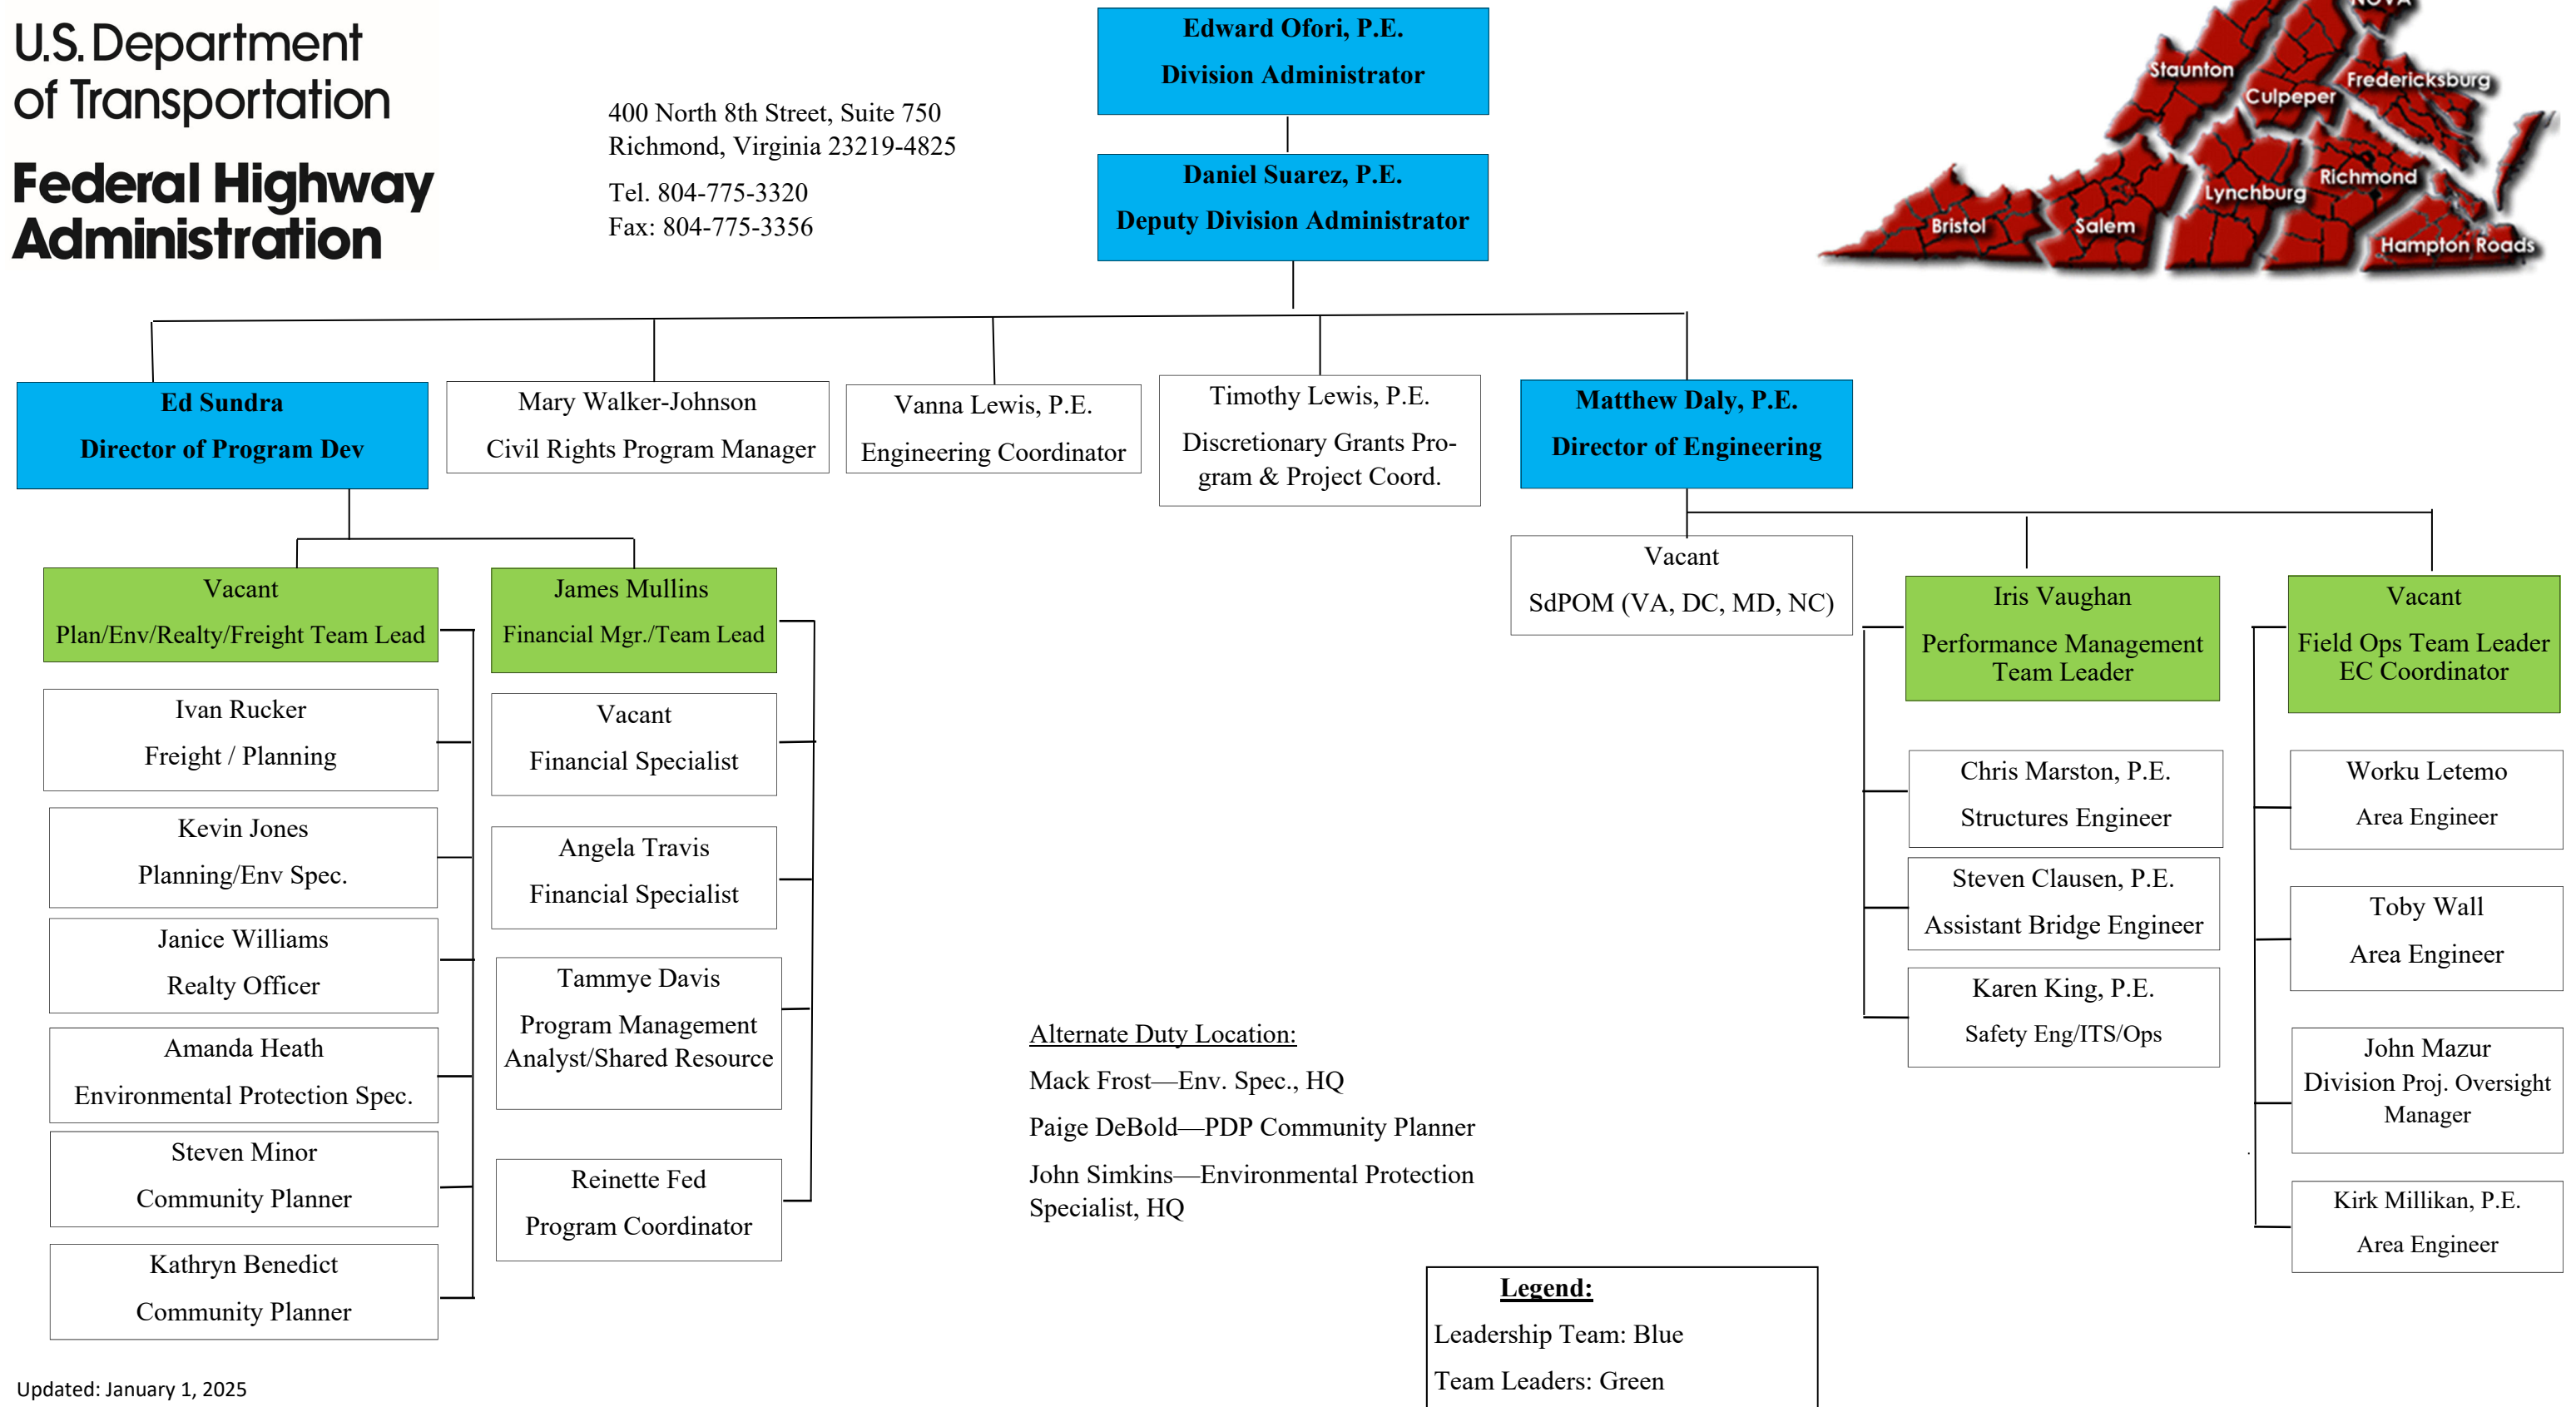 U.S. Department
of Transportation
Federal Highway
Administration
400 North 8th Street, Suite 750
Richmond, Virginia 23219-4825
Tel. 804-775-3320
Fax: 804-775-3356
Edward Ofori, P.E.
Division Administrator
Daniel Suarez, P.E.
Deputy Division Administrator
NOVA
Staunton
Culpeper
Fredericksburg
Richmond
Lynchburg
Bristol
Salem
Hampton Roads
Ed Sundra
Director of Program Dev
Mary Walker-Johnson
Civil Rights Program Manager
Vanna Lewis, P.E.
Engineering Coordinator
Timothy Lewis, P.E.
Discretionary Grants Pro-
gram & Project Coord.
Matthew Daly, P.E.
Director of Engineering
Vacant
Plan/Env/Realty/Freight Team Lead
Ivan Rucker
Freight / Planning
Kevin Jones
Planning/Env Spec.
Janice Williams
Realty Officer
Amanda Heath
Environmental Protection Spec.
Steven Minor
Community Planner
Kathryn Benedict
Community Planner
James Mullins
Financial Mgr./Team Lead
Vacant
Financial Specialist
Angela Travis
Financial Specialist
Tammye Davis
Program Management
Analyst/Shared Resource
Reinette Fed
Program Coordinator
Vacant
SdPOM (VA, DC, MD, NC)
Iris Vaughan
Performance Management
Team Leader
Chris Marston, P.E.
Structures Engineer
Steven Clausen, P.E.
Assistant Bridge Engineer
Karen King, P.E.
Safety Eng/ITS/Ops
Vacant
Field Ops Team Leader
EC Coordinator
Worku Letemo
Area Engineer
Toby Wall
Area Engineer
John Mazur
Division Proj. Oversight
Manager
Kirk Millikan, P.E.
Area Engineer
Alternate Duty Location:
Mack Frost—Env. Spec., HQ
Paige DeBold—PDP Community Planner
John Simkins—Environmental Protection
Specialist, HQ
Legend:
Leadership Team: Blue
Team Leaders: Green
Updated: January 1, 2025